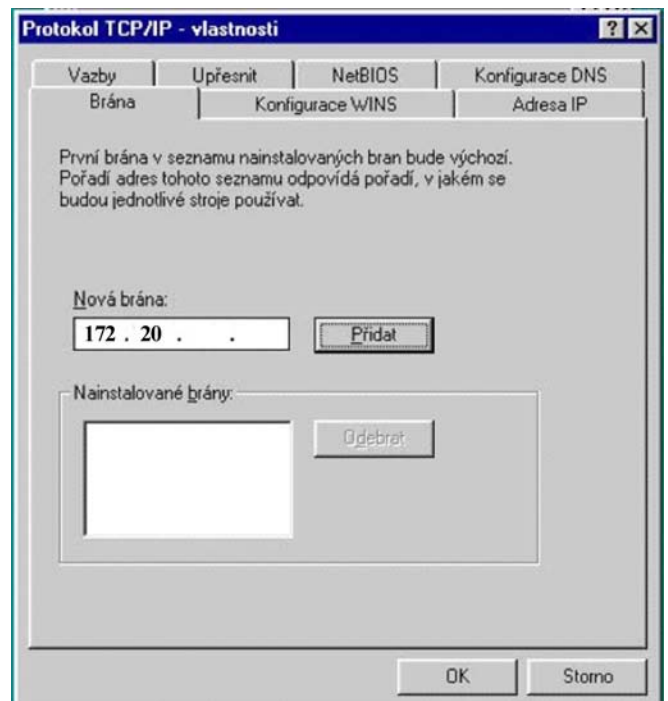 Protokol TCP/IP - vlastnosti
Vazby Upřesnit NetBIOS Konfigurace DNS
Brána Konfigurace WINS Adresa IP
První brána v seznamu nainstalovaných bran bude výchozí.
Pořadí adres tohoto seznamu odpovídá pořadí, v jakém se
budou jednotlivé stroje používat.
Nová brána:
172 . 20 . .
Přidat
Nainstalované brány:
Odebrat
OK Storno